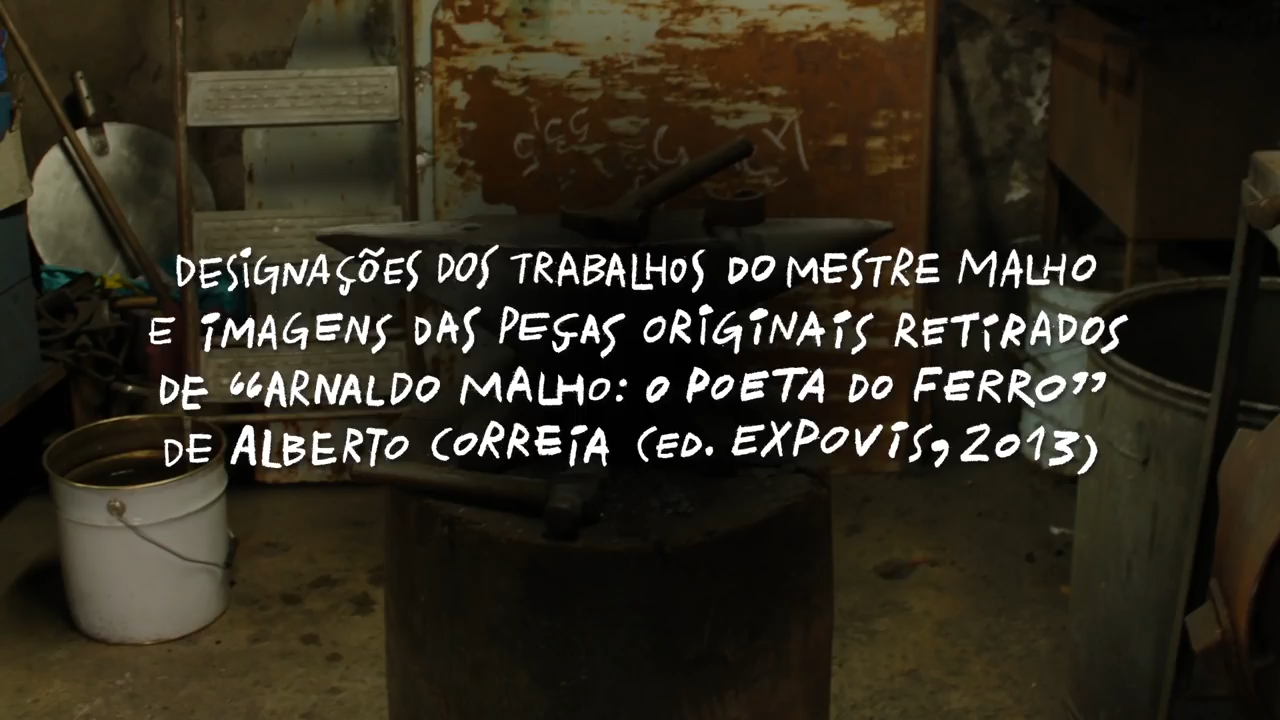 DESIGNAÇÕES DOS TRABALHOS DO MESTRE MALHO
E IMAGENS DAS PEÇAS ORIGINAIS RETIRADOS
DE “ARNALDO MALHO: O POETA DO FERRO”
DE ALBERTO CORREIA (ED. EXPOVIS, 2013)